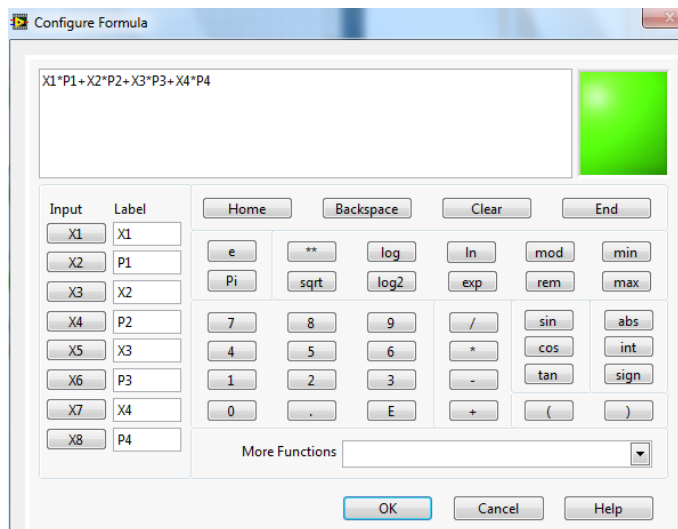 Configure Formula
X1*P1+X2*P2+X3*P3+X4*P4
Input Label Home Backspace Clear End
X1 X1
X2 P1
X3 X2
X4 P2
X5 X3
X6 P3
X7 X4
X8 P4
e ** log ln mod min
Pi sqrt log2 exp rem max
7 8 9 / sin abs
4 5 6 * cos int
1 2 3 - tan sign
0 . E + ( )
More Functions
OK Cancel Help